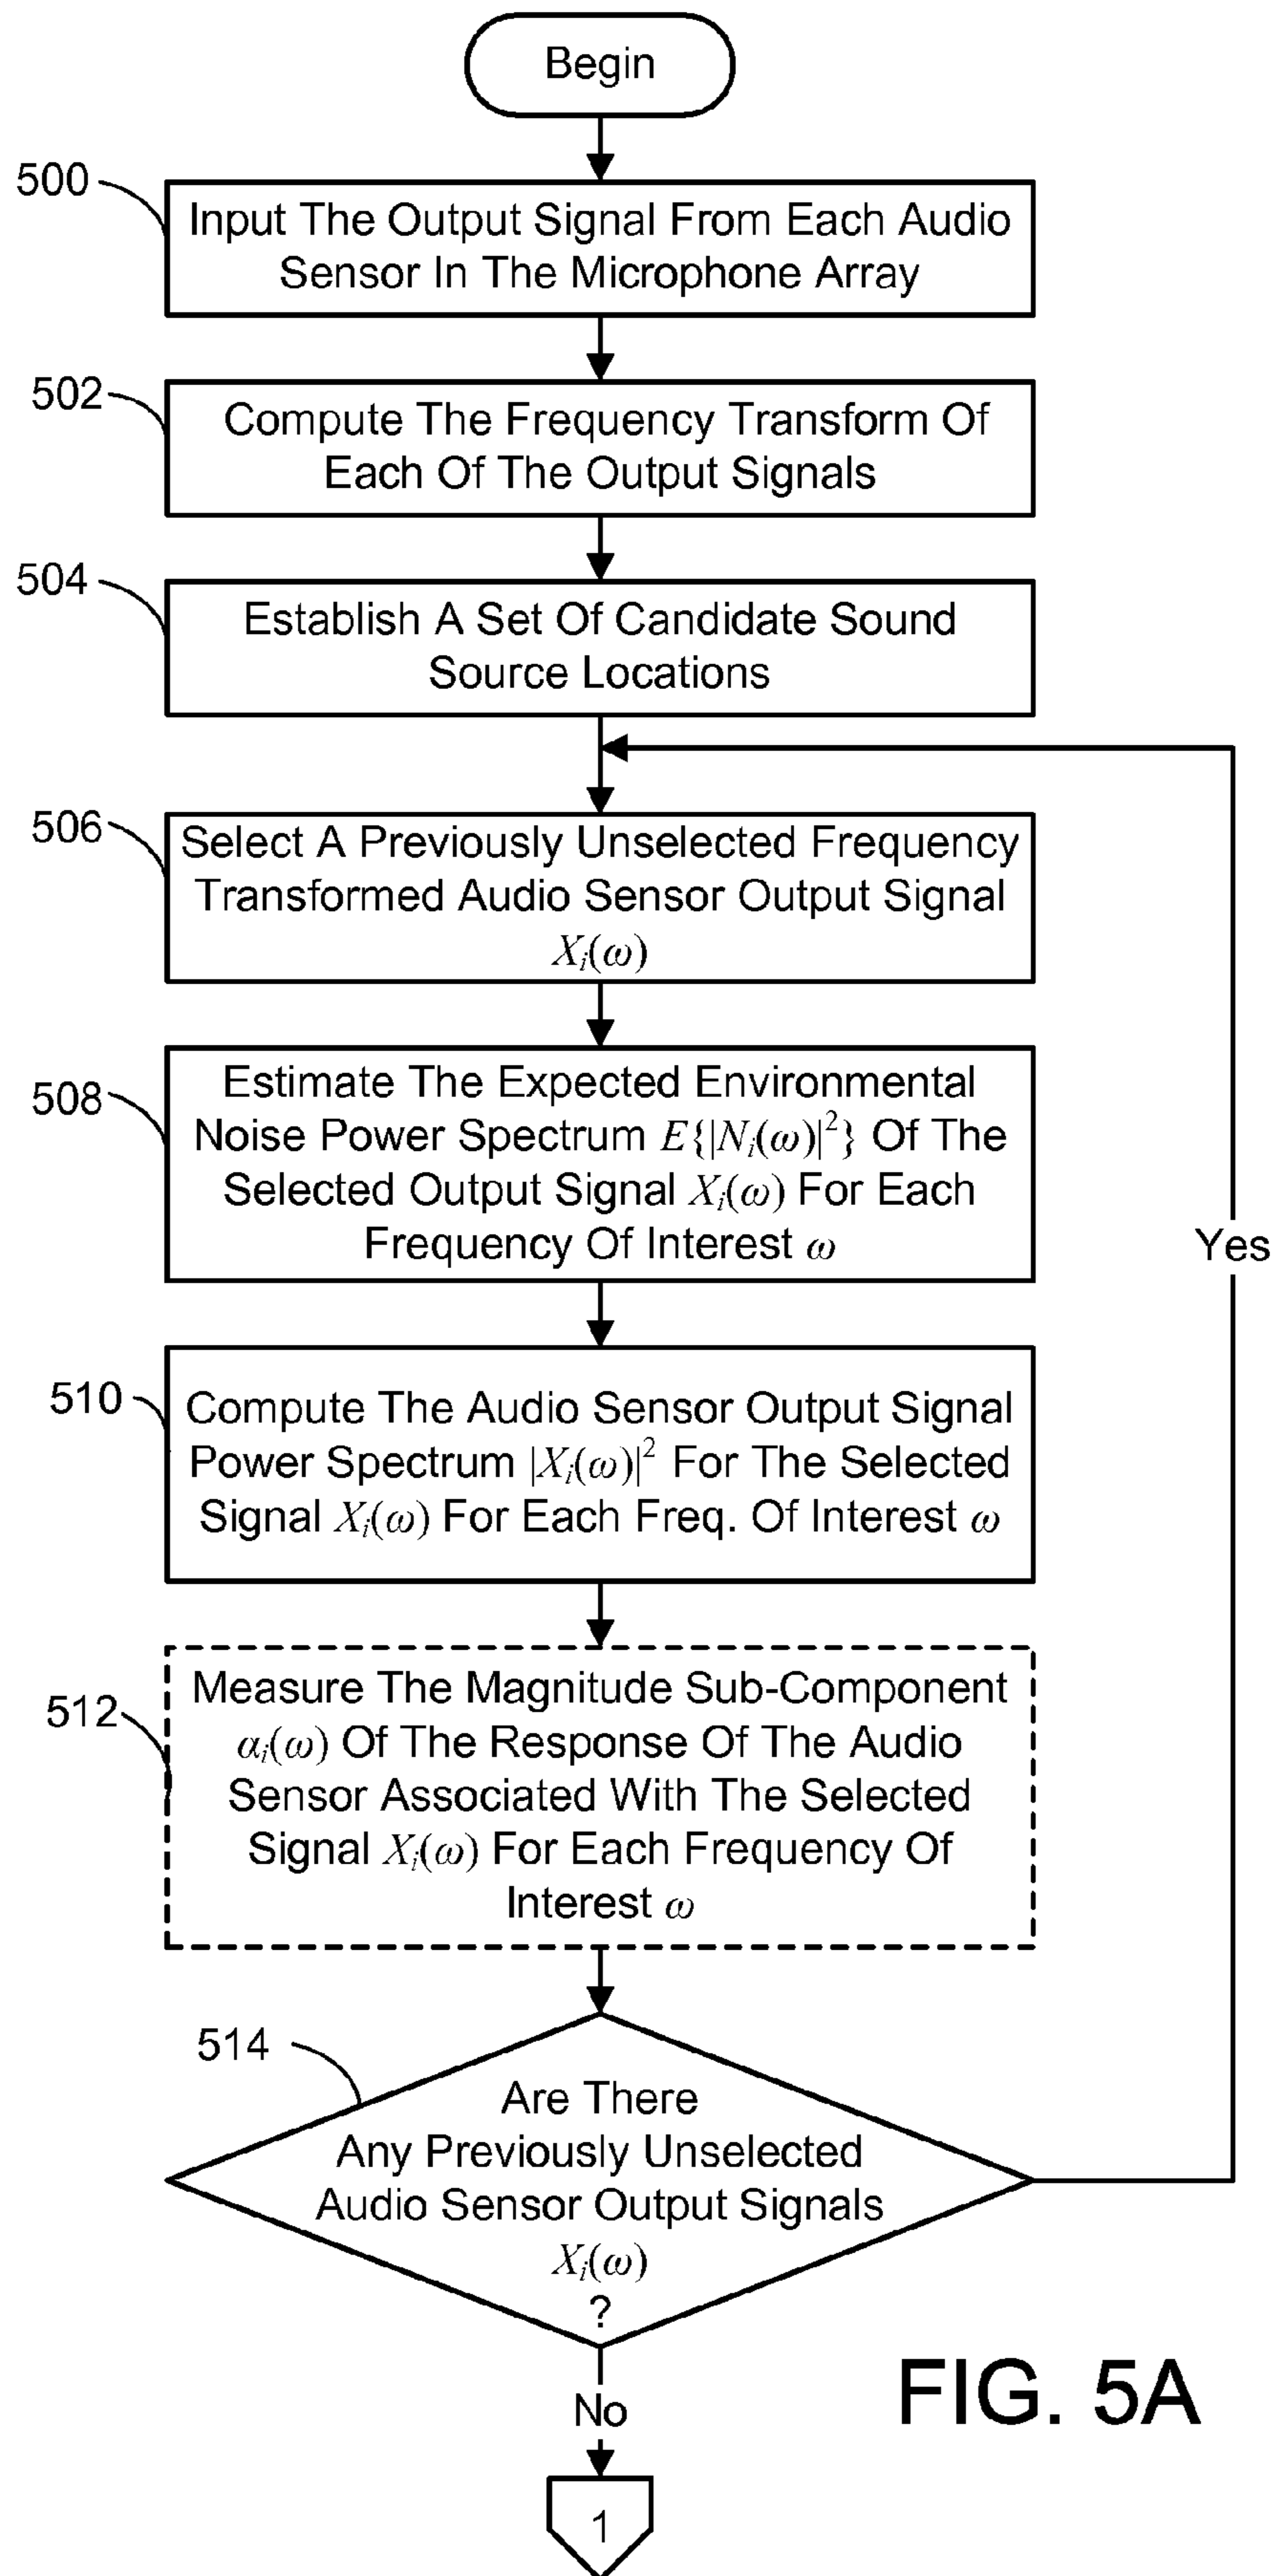 Begin
500
Input The Output Signal From Each Audio
Sensor In The Microphone Array
502
Compute The Frequency Transform Of
Each Of The Output Signals
504
Establish A Set Of Candidate Sound
Source Locations
506
Select A Previously Unselected Frequency
Transformed Audio Sensor Output Signal
Xᵢ(ω)
508
Estimate The Expected Environmental
Noise Power Spectrum E{|Nᵢ(ω)|²} Of The
Selected Output Signal Xᵢ(ω) For Each
Frequency Of Interest ω
Yes
510
Compute The Audio Sensor Output Signal
Power Spectrum |Xᵢ(ω)|² For The Selected
Signal Xᵢ(ω) For Each Freq. Of Interest ω
512
Measure The Magnitude Sub-Component
αᵢ(ω) Of The Response Of The Audio
Sensor Associated With The Selected
Signal Xᵢ(ω) For Each Frequency Of
Interest ω
514
Are There
Any Previously Unselected
Audio Sensor Output Signals
Xᵢ(ω)
?
No
1
FIG. 5A